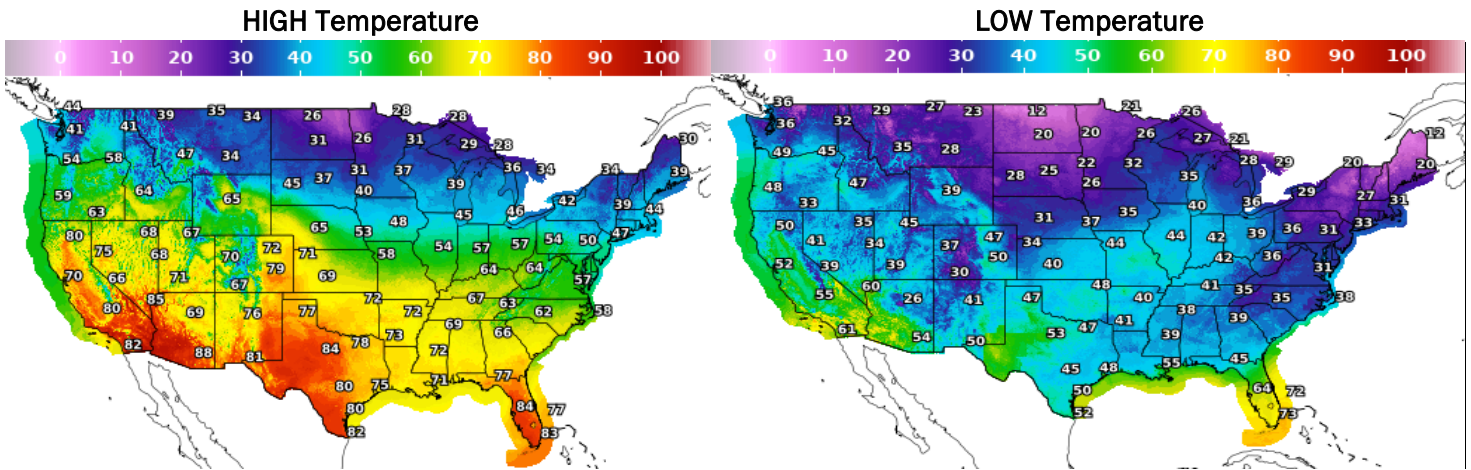 HIGH Temperature LOW Temperature
0 10 20 30 40 50 60 70 80 90 100 0 10 20 30 40 50 60 70 80 90 100
44 39 35 34 26 28 28 36 29 27 23 12 21 26
41 41 31 26 31 29 28 30 36 32 20 20 26 27 21 12
54 58 47 34 31 37 36 34 34 39 49 45 35 28 22 32 28 29 20 20
59 64 65 45 37 40 39 42 39 44 48 47 39 28 25 26 35 29 27 31
63 65 53 48 45 46 47 33 31 37 35 40 36 33
80 68 67 72 71 58 54 57 57 54 50 50 35 45 47 34 44 44 42 39 36 31
75 68 70 79 69 64 64 41 34 37 50 40 42 36
70 66 71 67 72 67 57 52 39 39 30 48 41 31
80 85 69 76 77 72 63 62 58 55 60 26 41 47 40 38 35 35 38
82 88 81 84 78 73 69 66 61 54 50 53 47 41 39 39
80 75 72 71 77 45 48 55 45
80 84 77 50 64 72
82 83 52 73